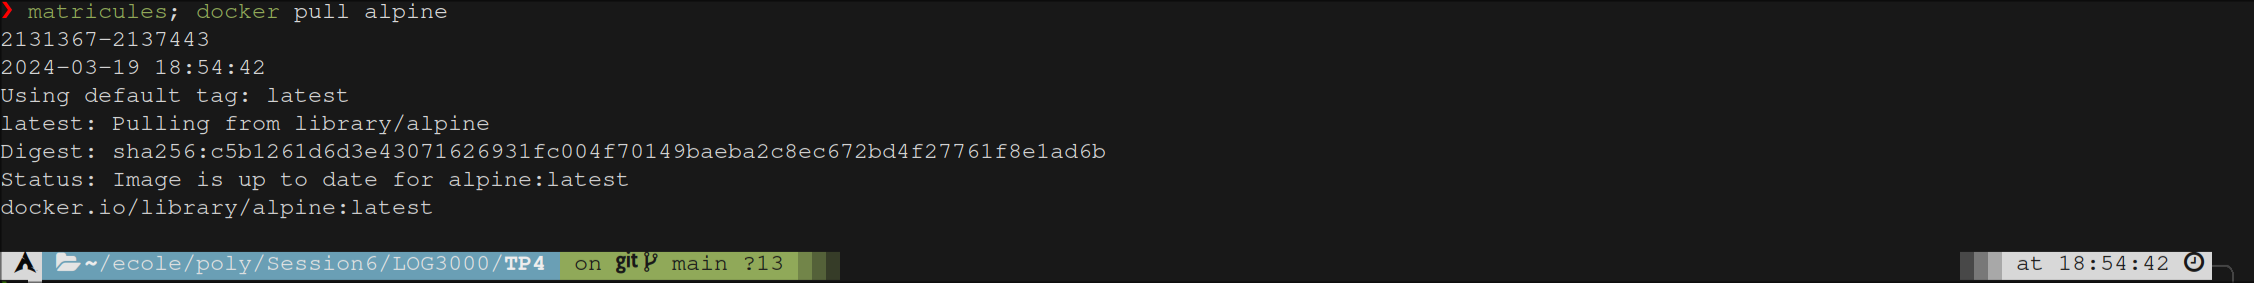 ❯ matricules; docker pull alpine
2131367-2137443
2024-03-19 18:54:42
Using default tag: latest
latest: Pulling from library/alpine
Digest: sha256:c5b1261d6d3e43071626931fc004f70149baeba2c8ec672bd4f27761f8e1ad6b
Status: Image is up to date for alpine:latest
docker.io/library/alpine:latest
~/ecole/poly/Session6/LOG3000/TP4 on git main ?13 at 18:54:42